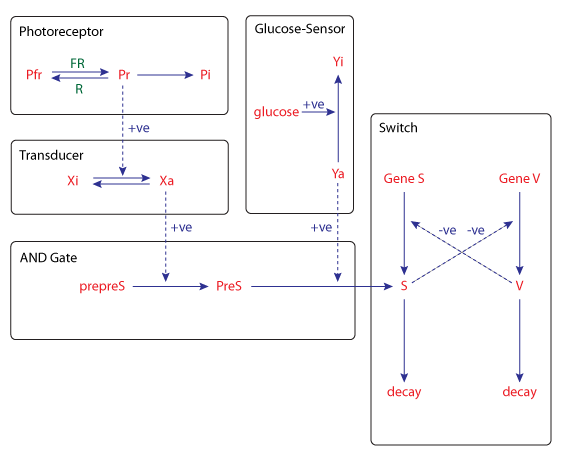 Photoreceptor
FR
Pfr Pr Pi
R
+ve
Transducer
Xi Xa
+ve
Glucose-Sensor
Yi
+ve
glucose
Ya
+ve
AND Gate
prepreS PreS
Switch
Gene S Gene V
-ve -ve
S V
decay decay